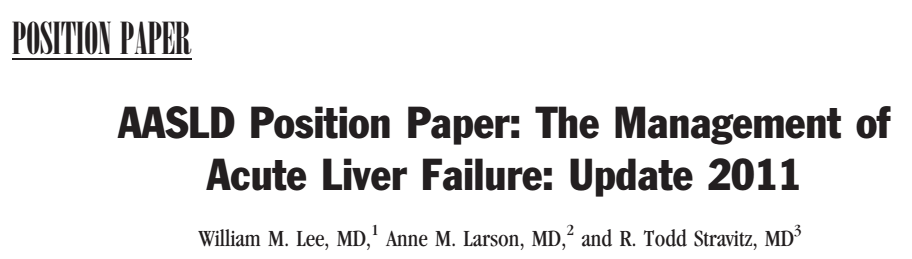 POSITION PAPER
AASLD Position Paper: The Management of
Acute Liver Failure: Update 2011
William M. Lee, MD,1 Anne M. Larson, MD,2 and R. Todd Stravitz, MD3